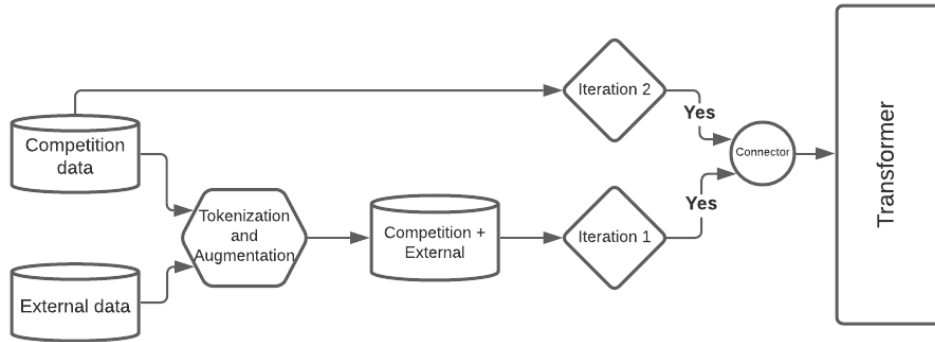 Iteration 2
Yes
Competition
data
Connector
Tokenization
and
Augmentation
Competition +
External
Iteration 1
Yes
External data
Transformer